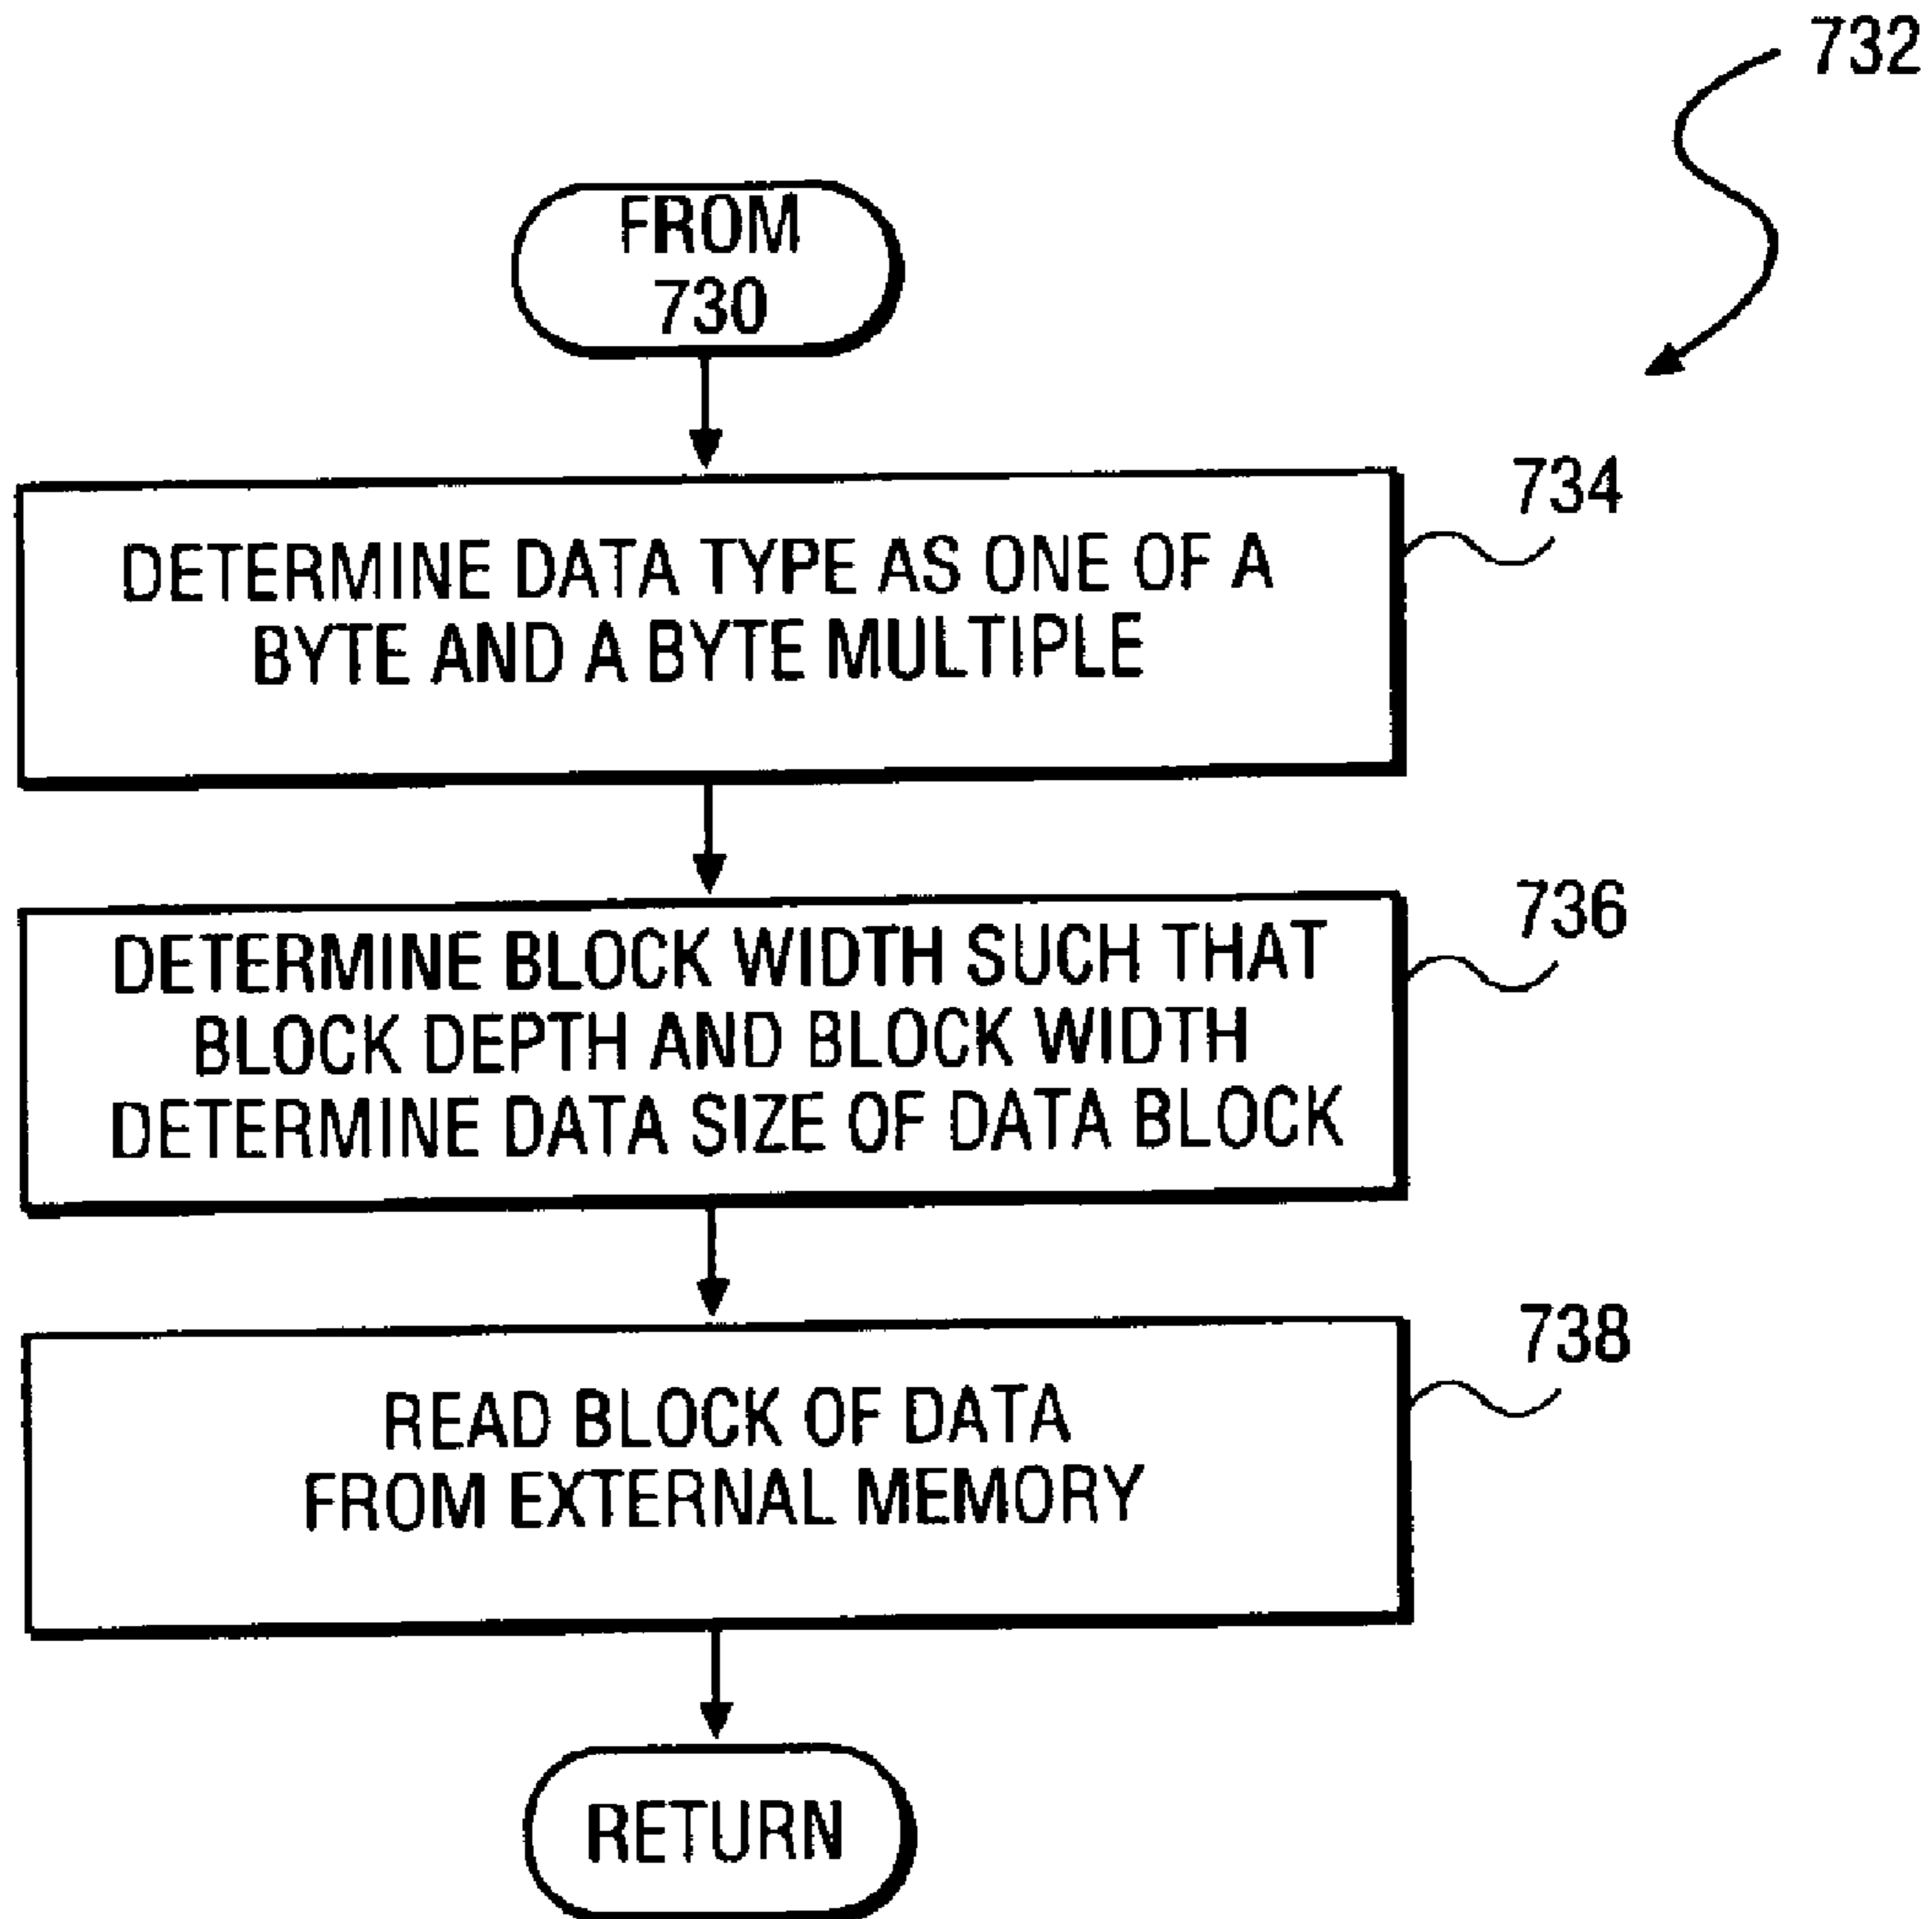 732
FROM
730
734
DETERMINE DATA TYPE AS ONE OF A
BYTE AND A BYTE MULTIPLE
736
DETERMINE BLOCK WIDTH SUCH THAT
BLOCK DEPTH AND BLOCK WIDTH
DETERMINE DATA SIZE OF DATA BLOCK
738
READ BLOCK OF DATA
FROM EXTERNAL MEMORY
RETURN